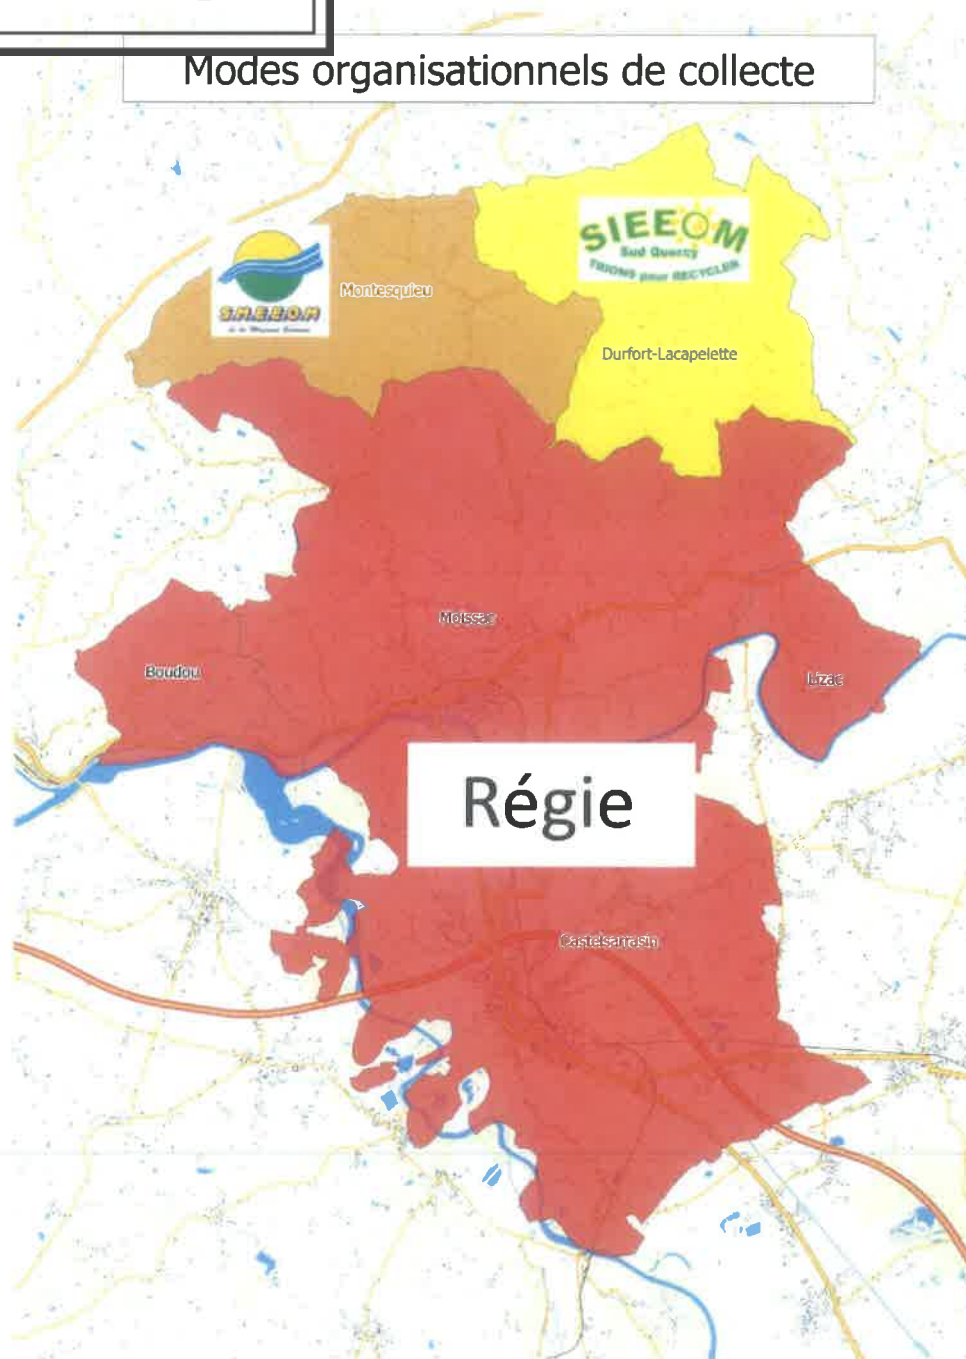 Modes organisationnels de collecte
SIEEOM
Sud Quercy
TRIONS pour RECYCLER
Montesquieu
S.M.E.E.O.M
Durfort-Lacapelette
Moissac
Boudou
Lizac
Régie
Castelsarrasin